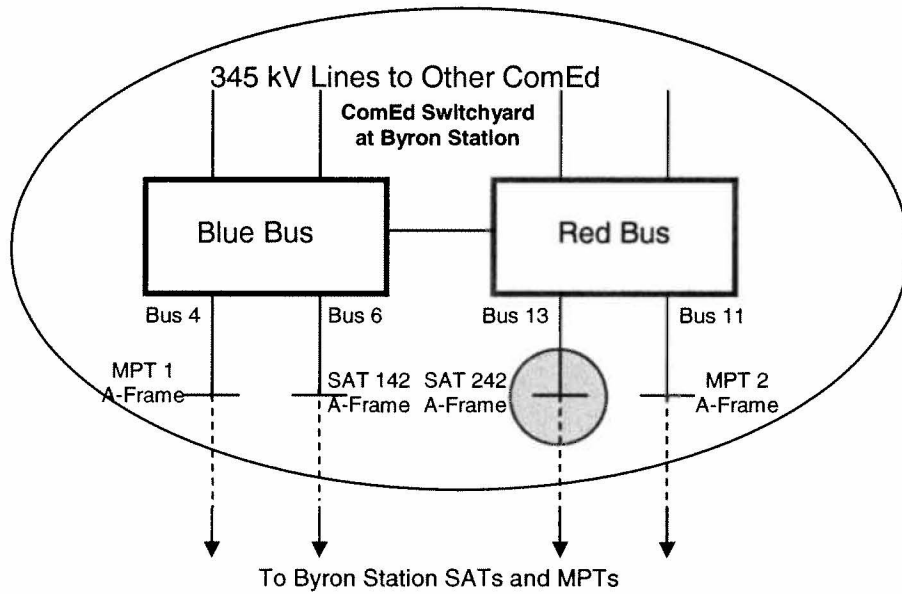 345 kV Lines to Other ComEd
ComEd Switchyard
at Byron Station
Blue Bus
Red Bus
Bus 4
Bus 6
Bus 13
Bus 11
MPT 1
A-Frame
SAT 142
A-Frame
SAT 242
A-Frame
MPT 2
A-Frame
To Byron Station SATs and MPTs